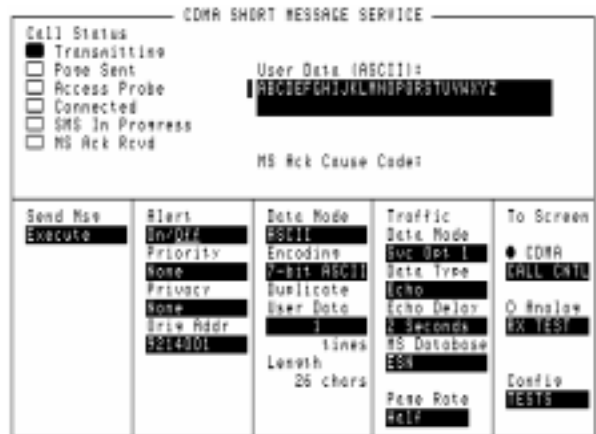 CDMA SHORT MESSAGE SERVICE
Call Status
Transmitting
Page Sent
Access Probe
Connected
SMS In Progress
MS Ack Rcvd
User Data (ASCII):
ABCDEFGHIJKLMNOPQRSTUVWXYZ
MS Ack Cause Code:
Send Msg
Execute
Alert
On/Off
Priority
None
Privacy
None
Orig Addr
9214001
Data Mode
ASCII
Encoding
7-bit ASCII
Duplicate
User Data
1
times
Length
26 chars
Traffic
Data Mode
Svc Opt 1
Data Type
Echo
Echo Delay
2 Seconds
MS Database
ESN
Page Rate
Half
To Screen
CDMA
CALL CNTL
Analog
RX TEST
Config
TESTS